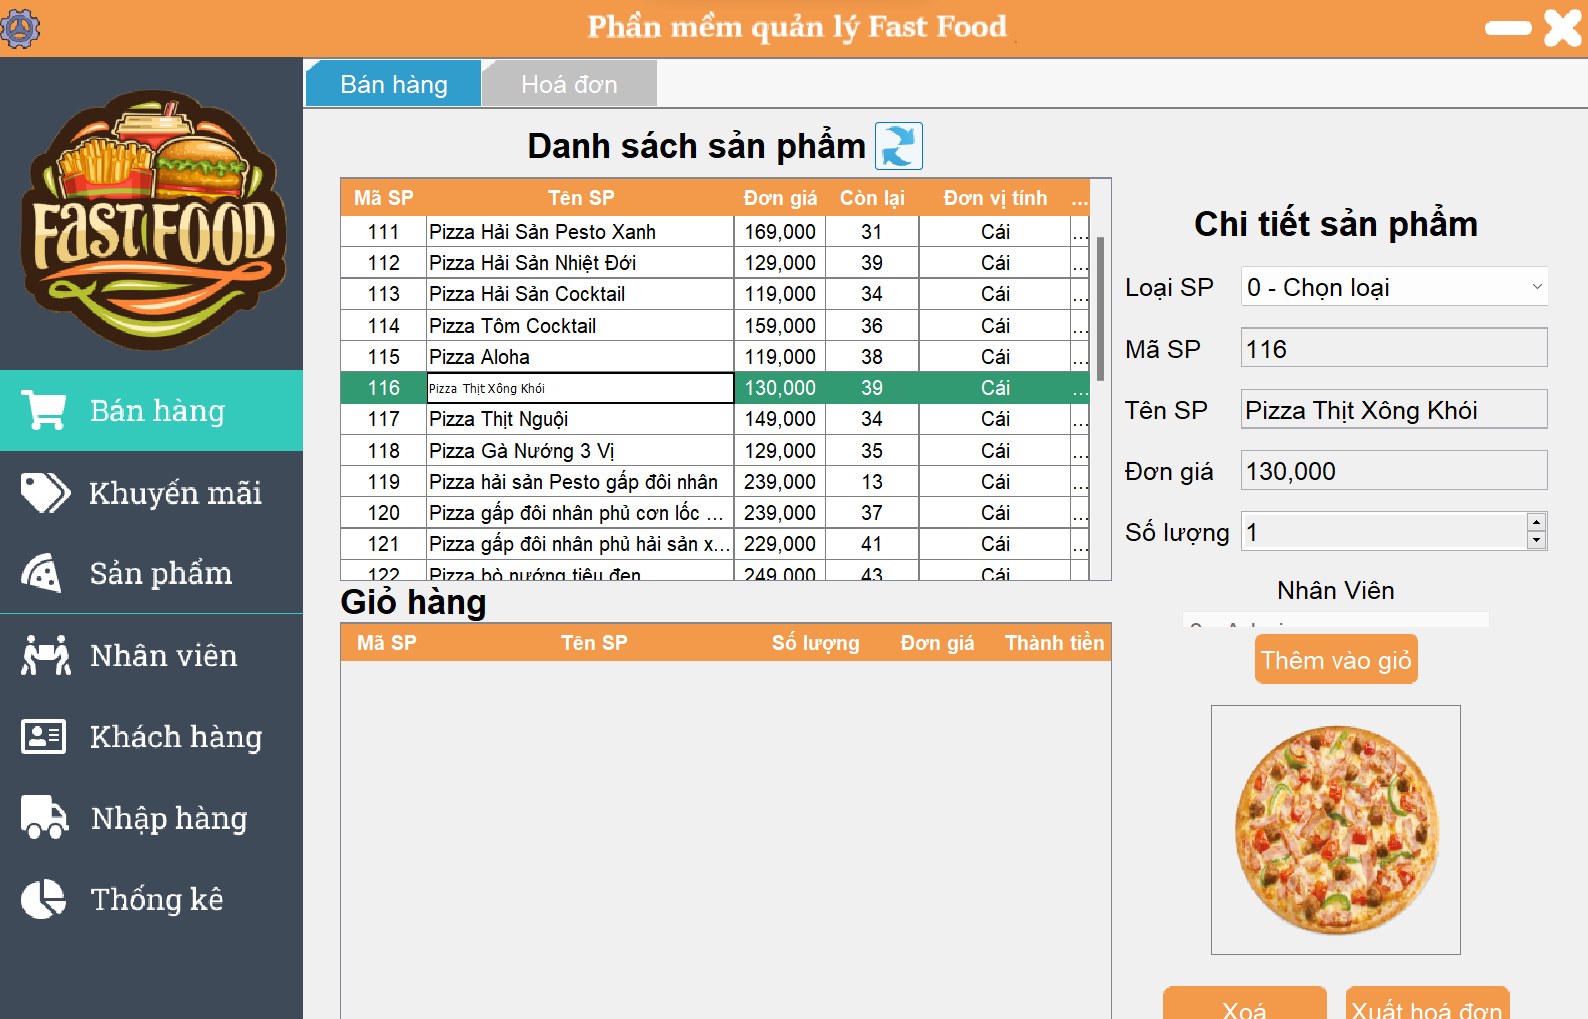 Phần mềm quản lý Fast Food
FAST FOOD
Bán hàng
Khuyến mãi
Sản phẩm
Nhân viên
Khách hàng
Nhập hàng
Thống kê
Bán hàng Hoá đơn
Danh sách sản phẩm
Mã SP Tên SP Đơn giá Còn lại Đơn vị tính ...
111 Pizza Hải Sản Pesto Xanh 169,000 31 Cái ...
112 Pizza Hải Sản Nhiệt Đới 129,000 39 Cái ...
113 Pizza Hải Sản Cocktail 119,000 34 Cái ...
114 Pizza Tôm Cocktail 159,000 36 Cái ...
115 Pizza Aloha 119,000 38 Cái ...
116 Pizza Thịt Xông Khói 130,000 39 Cái ...
117 Pizza Thịt Nguội 149,000 34 Cái ...
118 Pizza Gà Nướng 3 Vị 129,000 35 Cái ...
119 Pizza hải sản Pesto gấp đôi nhân 239,000 13 Cái ...
120 Pizza gấp đôi nhân phủ cơn lốc ... 239,000 37 Cái ...
121 Pizza gấp đôi nhân phủ hải sản x... 229,000 41 Cái ...
122 Pizza bò nướng tiêu đen 249,000 43 Cái ...
Giỏ hàng
Mã SP Tên SP Số lượng Đơn giá Thành tiền
Chi tiết sản phẩm
Loại SP 0 - Chọn loại
Mã SP 116
Tên SP Pizza Thịt Xông Khói
Đơn giá 130,000
Số lượng 1
Nhân Viên
Thêm vào giỏ
Xoá Xuất hoá đơn